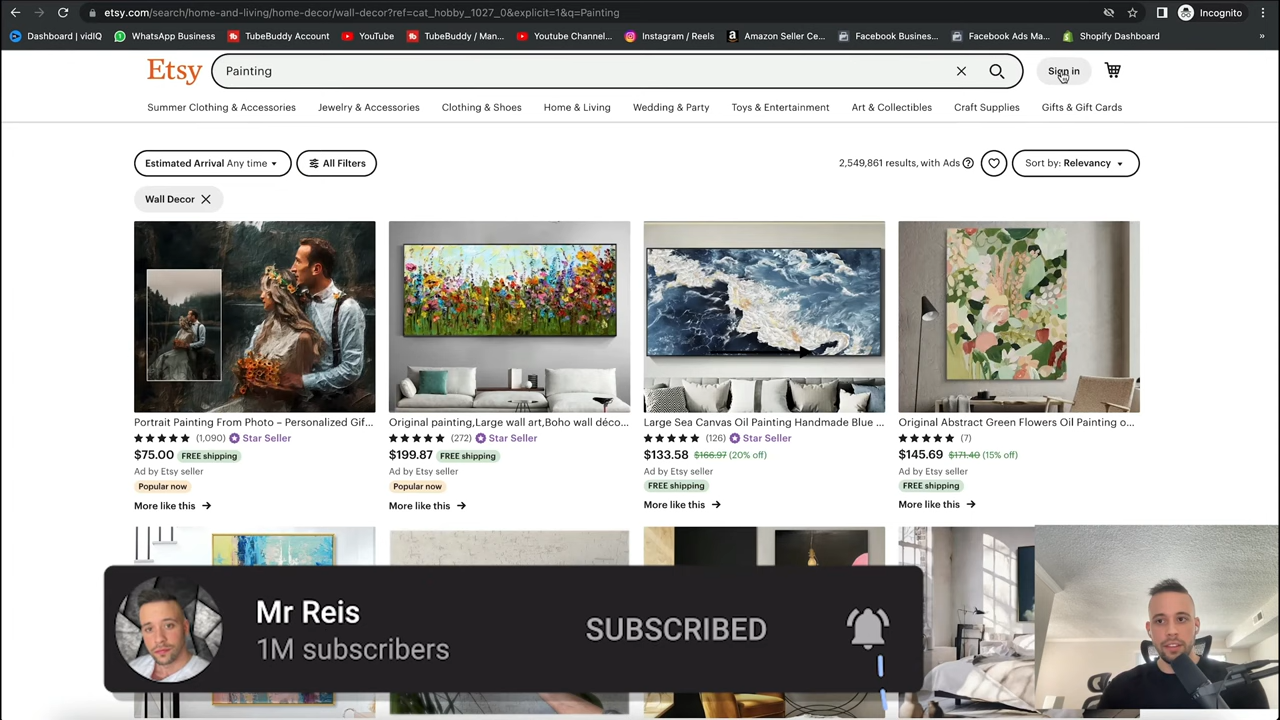 etsy.com/search/home-and-living/home-decor/wall-decor?ref=cat_hobby_1027_0&explicit=1&q=Painting
Incognito
Dashboard | vidIQ
WhatsApp Business
TubeBuddy Account
YouTube
TubeBuddy / Man...
Youtube Channel...
Instagram / Reels
Amazon Seller Ce...
Facebook Busines...
Facebook Ads Ma...
Shopify Dashboard
»
Etsy
Painting
Sign in
Summer Clothing & Accessories
Jewelry & Accessories
Clothing & Shoes
Home & Living
Wedding & Party
Toys & Entertainment
Art & Collectibles
Craft Supplies
Gifts & Gift Cards
Estimated Arrival Any time
All Filters
2,549,861 results, with Ads
Sort by: Relevancy
Wall Decor
Portrait Painting From Photo – Personalized Gif...
(1,090) Star Seller
$75.00 FREE shipping
Ad by Etsy seller
Popular now
More like this
Original painting,Large wall art,Boho wall déco...
(272) Star Seller
$199.87 FREE shipping
Ad by Etsy seller
Popular now
More like this
Large Sea Canvas Oil Painting Handmade Blue ...
(126) Star Seller
$133.58 $166.97 (20% off)
Ad by Etsy seller
FREE shipping
More like this
Original Abstract Green Flowers Oil Painting o...
(7)
$145.69 $171.40 (15% off)
Ad by Etsy seller
FREE shipping
More like this
Mr Reis
1M subscribers
SUBSCRIBED